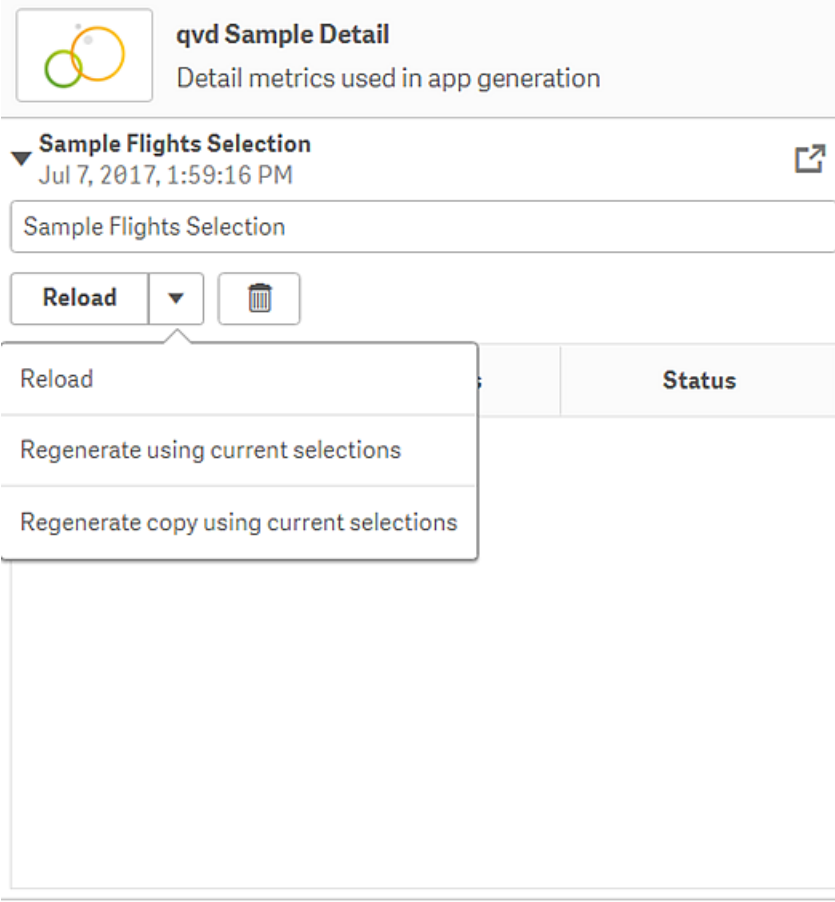 qvd Sample Detail
Detail metrics used in app generation
Sample Flights Selection
Jul 7, 2017, 1:59:16 PM
Sample Flights Selection
Reload
Reload
Status
Regenerate using current selections
Regenerate copy using current selections